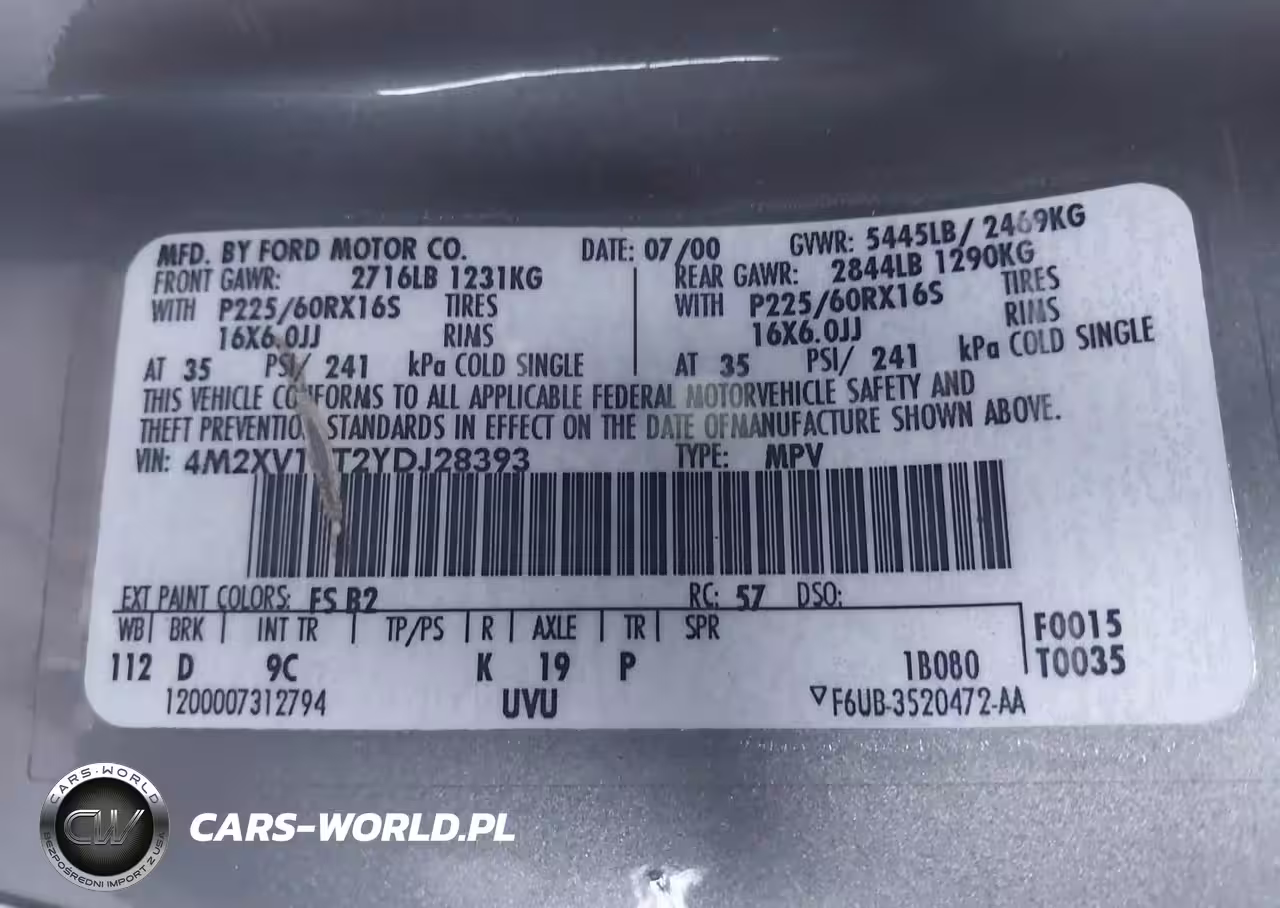 MFD. BY FORD MOTOR CO. DATE: 07/00 GVWR: 5445LB/ 2469KG
FRONT GAWR: 2716LB 1231KG REAR GAWR: 2844LB 1290KG
WITH P225/60RX16S TIRES WITH P225/60RX16S TIRES
16X6.0JJ RIMS 16X6.0JJ RIMS
AT 35 PSI/ 241 kPa COLD SINGLE AT 35 PSI/ 241 kPa COLD SINGLE
THIS VEHICLE CONFORMS TO ALL APPLICABLE FEDERAL MOTORVEHICLE SAFETY AND
THEFT PREVENTION STANDARDS IN EFFECT ON THE DATE OFMANUFACTURE SHOWN ABOVE.
VIN: TYPE: MPV
EXT PAINT COLORS: FS B2 RC: 57 DSO:
WB BRK INT TR TP/PS R AXLE TR SPR F0015
112 D 9C K 19 P 1B080 T0035
1200007312794 UVU ▽F6UB-3520472-AA
CARS-WORLD
CW
BEZPOŚREDNI IMPORT Z USA
CARS-WORLD.PL